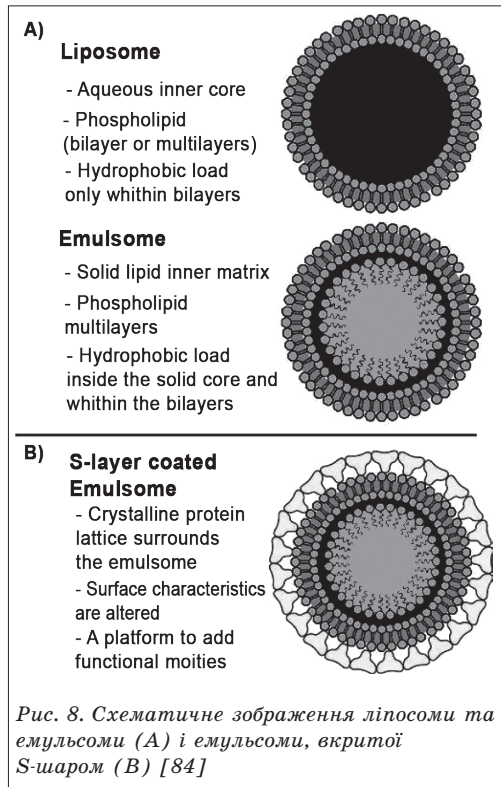 A)
Liposome
- Aqueous inner core
- Phospholipid
(bilayer or multilayers)
- Hydrophobic load
only whithin bilayers
Emulsome
- Solid lipid inner matrix
- Phospholipid
multilayers
- Hydrophobic load
inside the solid core and
whithin the bilayers
B)
S-layer coated
Emulsome
- Crystalline protein
lattice surrounds
the emulsome
- Surface characteristics
are altered
- A platform to add
functional moities
Рис. 8. Схематичне зображення ліпосоми та
емульсоми (А) і емульсоми, вкритої
S-шаром (В) [84]